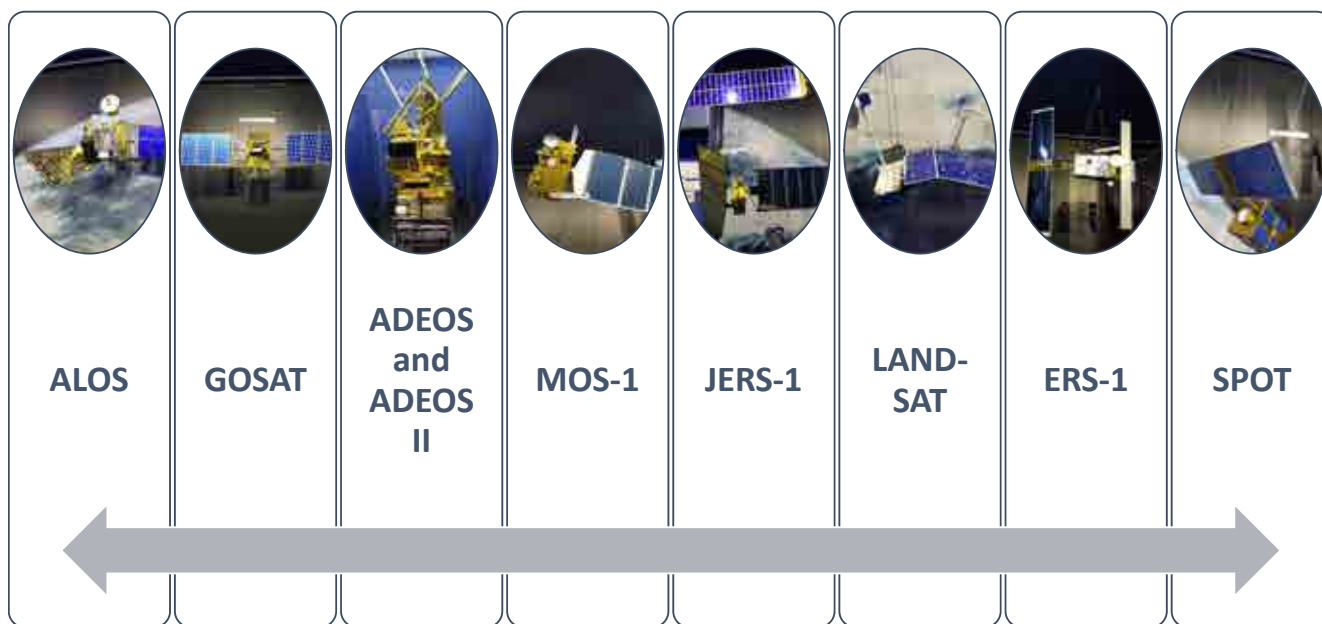 ALOS
GOSAT
ADEOS
and
ADEOS
II
MOS-1
JERS-1
LAND-
SAT
ERS-1
SPOT